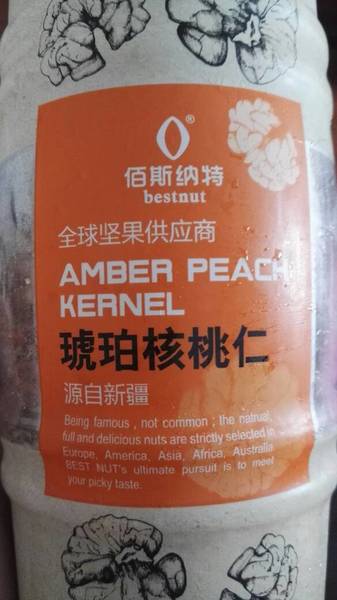 ®
佰斯纳特
bestnut
全球坚果供应商
AMBER PEACH
KERNEL
琥珀核桃仁
源自新疆
Being famous , not common ; the natrual,
full and delicious nuts are strictly selected in
Europe, America, Asia, Africa, Australia
BEST NUT's ultimate pursuit is to meet
your picky taste.